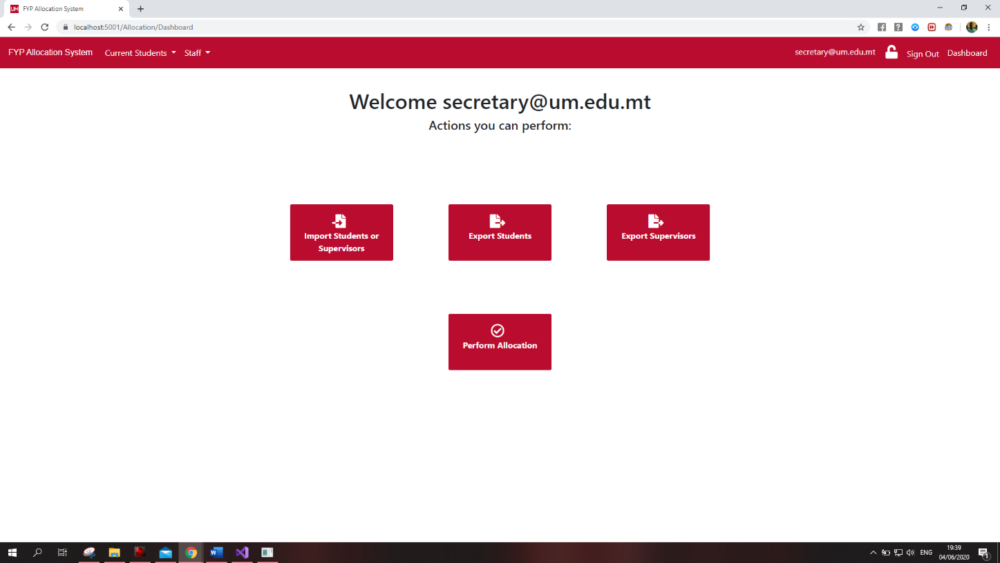 UM FYP Allocation System
localhost:5001/Allocation/Dashboard
FYP Allocation System Current Students Staff secretary@um.edu.mt Sign Out Dashboard
Welcome secretary@um.edu.mt
Actions you can perform:
Import Students or
Supervisors
Export Students
Export Supervisors
Perform Allocation
ENG
19:39
04/06/2020
1